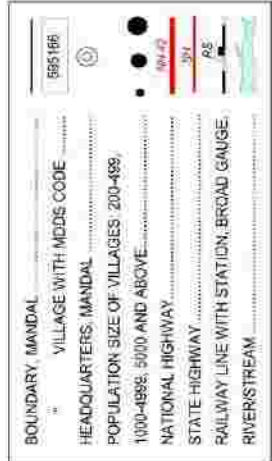 BOUNDARY, MANDAL
" VILLAGE WITH MDDS CODE 595166
HEADQUARTERS, MANDAL
POPULATION SIZE OF VILLAGES: 200-499,
1000-4999, 5000 AND ABOVE
NATIONAL HIGHWAY NH 42
STATE HIGHWAY SH
RAILWAY LINE WITH STATION, BROAD GAUGE. RS
RIVER/STREAM